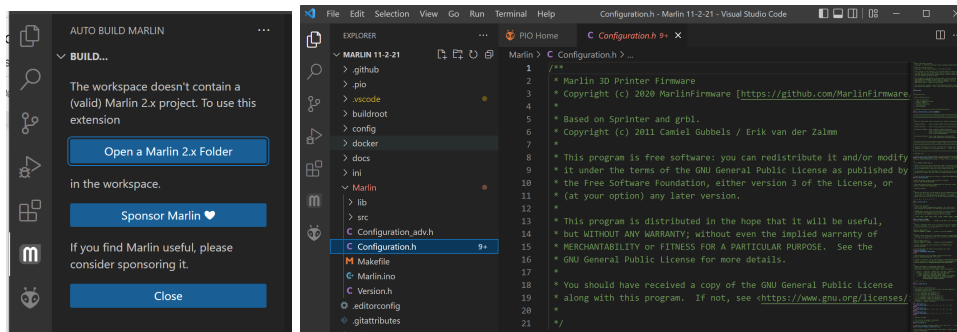 AUTO BUILD MARLIN
BUILD...
The workspace doesn't contain a
(valid) Marlin 2.x project. To use this
extension
Open a Marlin 2.x Folder
in the workspace.
Sponsor Marlin
If you find Marlin useful, please
consider sponsoring it.
Close
File Edit Selection View Go Run Terminal Help
Configuration.h - Marlin 11-2-21 - Visual Studio Code
EXPLORER
MARLIN 11-2-21
.github
.pio
.vscode
buildroot
config
docker
docs
ini
Marlin
lib
src
C Configuration_adv.h
C Configuration.h 9+
M Makefile
Marlin.ino
C Version.h
.editorconfig
.gitattributes
PIO Home
C Configuration.h 9+
Marlin > C Configuration.h > ...
1 /**
2 * Marlin 3D Printer Firmware
3 * Copyright (c) 2020 MarlinFirmware [https://github.com/MarlinFirmware
4 *
5 * Based on Sprinter and grbl.
6 * Copyright (c) 2011 Camiel Gubbels / Erik van der Zalm
7 *
8 * This program is free software: you can redistribute it and/or modify
9 * it under the terms of the GNU General Public License as published by
10 * the Free Software Foundation, either version 3 of the License, or
11 * (at your option) any later version.
12 *
13 * This program is distributed in the hope that it will be useful,
14 * but WITHOUT ANY WARRANTY; without even the implied warranty of
15 * MERCHANTABILITY or FITNESS FOR A PARTICULAR PURPOSE. See the
16 * GNU General Public License for more details.
17 *
18 * You should have received a copy of the GNU General Public License
19 * along with this program. If not, see <https://www.gnu.org/licenses/
20 *
21 */